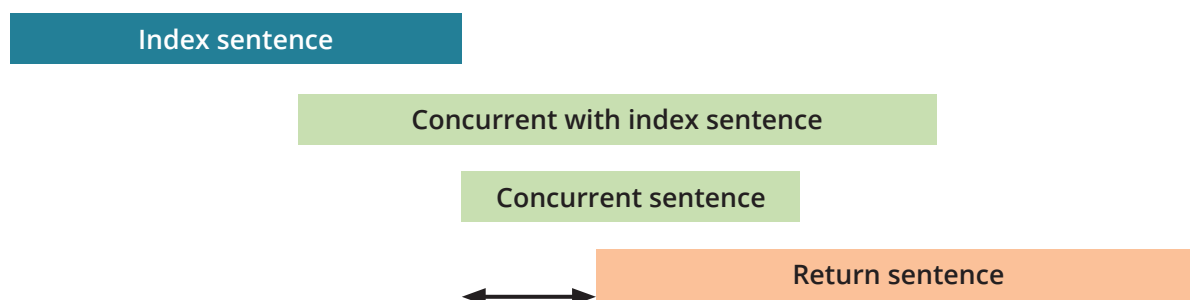 Index sentence
Concurrent with index sentence
Concurrent sentence
Return sentence